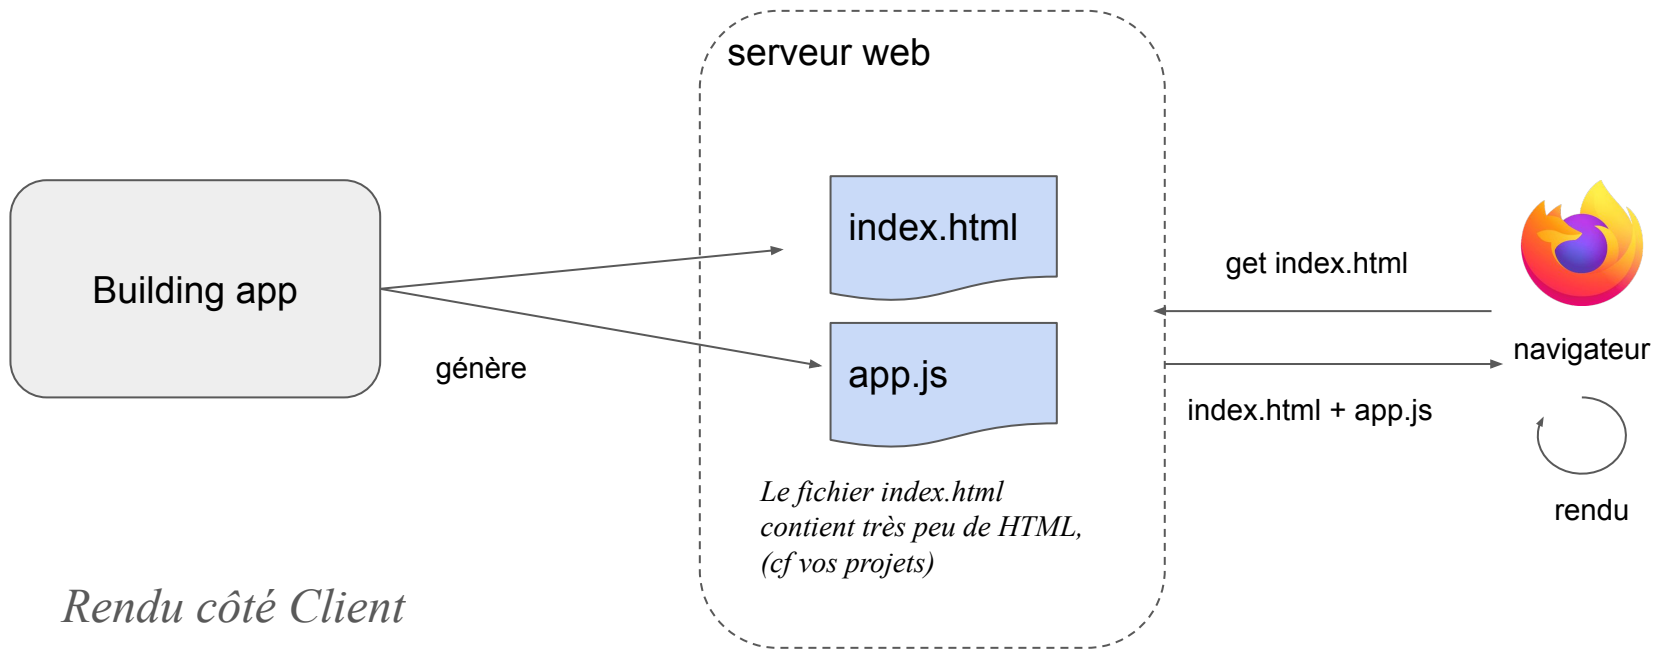 serveur web
Building app
génère
index.html
app.js
Le fichier index.html
contient très peu de HTML,
(cf vos projets)
get index.html
index.html + app.js
navigateur
rendu
Rendu côté Client